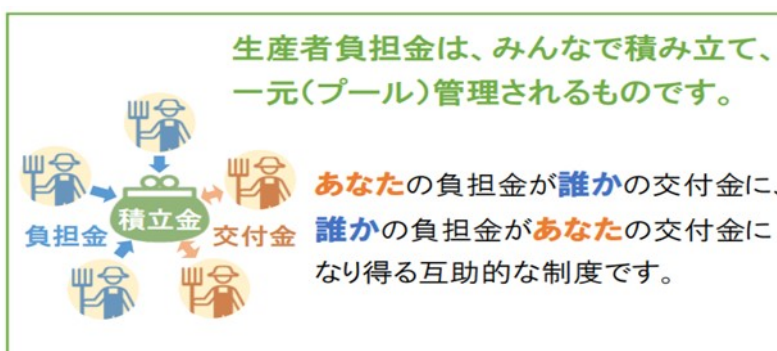 生産者負担金は、みんなで積み立て、
一元(プール)管理されるものです。
あなたの負担金が誰かの交付金に、
誰かの負担金があなたの交付金に
なり得る互助的な制度です。
積立金
負担金
交付金